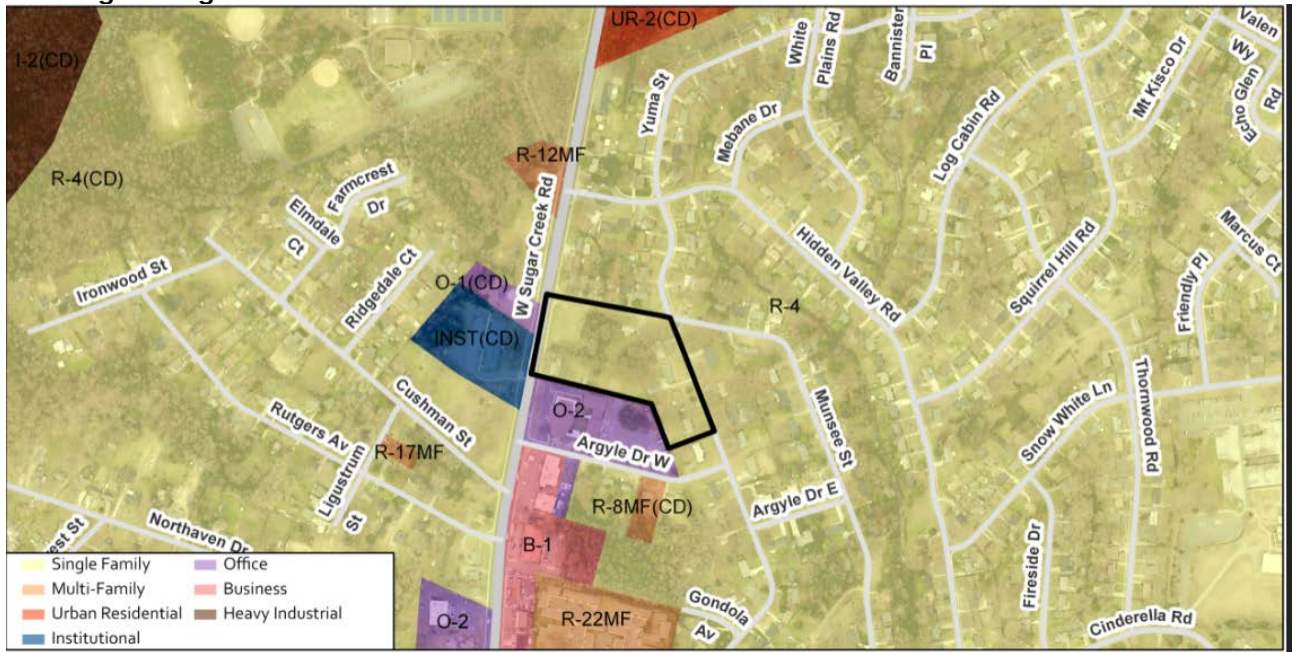 UR-2(CD)
I-2(CD)
R-4(CD)
R-12MF
White
Plains Rd
Bannister
Pl
Valen
Wy
Echo Glen
Rd
Mt Kisco Dr
Yuma St
Mebane Dr
Log Cabin Rd
Farmcrest
Dr
Elmdale
Ct
W Sugar Creek Rd
Hidden Valley Rd
Squirrel Hill Rd
Marcus Ct
Friendly Pl
Ironwood St
Ridgedale Ct
O-1(CD)
INST(CD)
R-4
Cushman St
Rutgers Av
R-17MF
Ligustrum
St
O-2
Argyle Dr W
Munsee St
Snow White Ln
Thornwood Rd
R-8MF(CD)
Argyle Dr E
est St
Northaven Dr
B-1
Fireside Dr
O-2
R-22MF
Gondola
Av
Cinderella Rd
Single Family
Office
Multi-Family
Business
Urban Residential
Heavy Industrial
Institutional